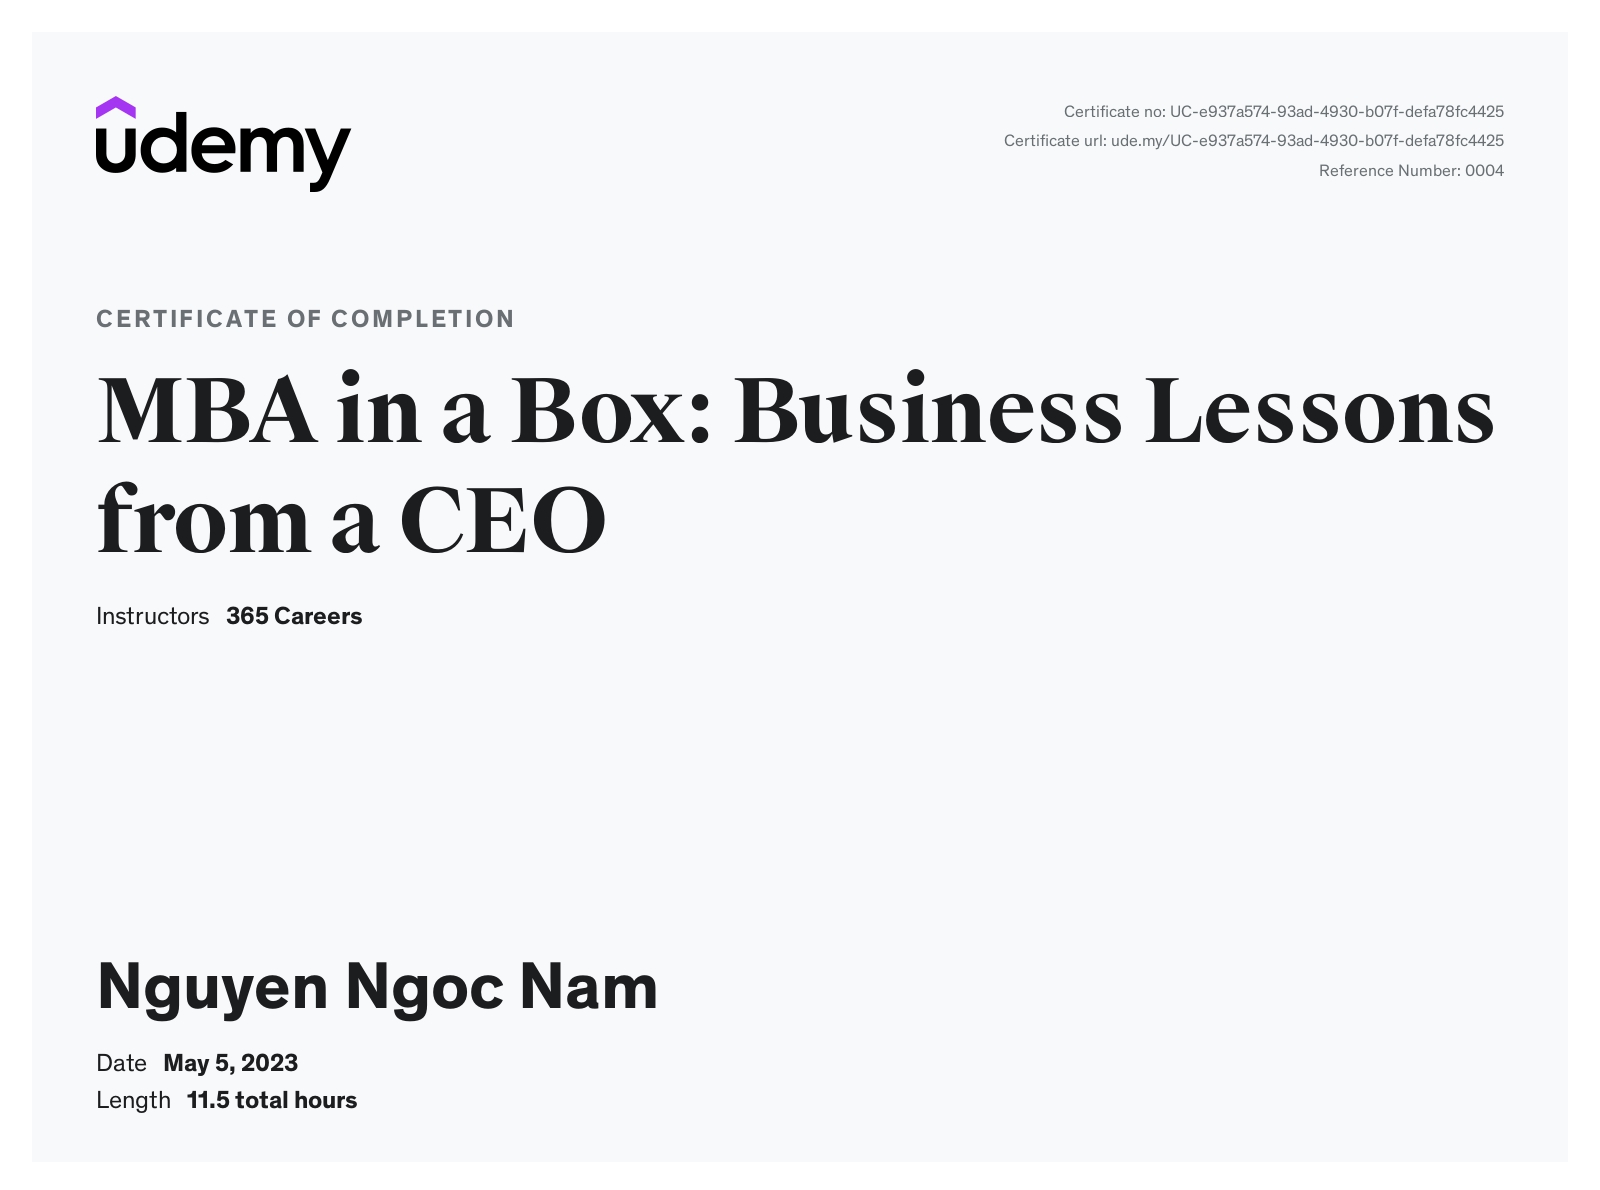 udemy
Certificate no: UC-e937a574-93ad-4930-b07f-defa78fc4425
Certificate url: ude.my/UC-e937a574-93ad-4930-b07f-defa78fc4425
Reference Number: 0004
CERTIFICATE OF COMPLETION
MBA in a Box: Business Lessons
from a CEO
Instructors 365 Careers
Nguyen Ngoc Nam
Date May 5, 2023
Length 11.5 total hours